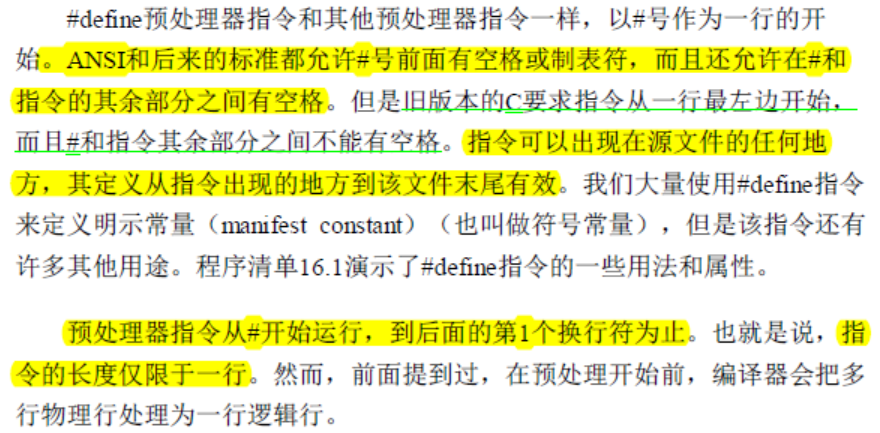 #define预处理器指令和其他预处理器指令一样，以#号作为一行的开
始。ANSI和后来的标准都允许#号前面有空格或制表符，而且还允许在#和
指令的其余部分之间有空格。但是旧版本的C要求指令从一行最左边开始，
而且#和指令其余部分之间不能有空格。指令可以出现在源文件的任何地
方，其定义从指令出现的地方到该文件末尾有效。我们大量使用#define指令
来定义明示常量（manifest constant）（也叫做符号常量），但是该指令还有
许多其他用途。程序清单16.1演示了#define指令的一些用法和属性。
预处理器指令从#开始运行，到后面的第1个换行符为止。也就是说，指
令的长度仅限于一行。然而，前面提到过，在预处理开始前，编译器会把多
行物理行处理为一行逻辑行。